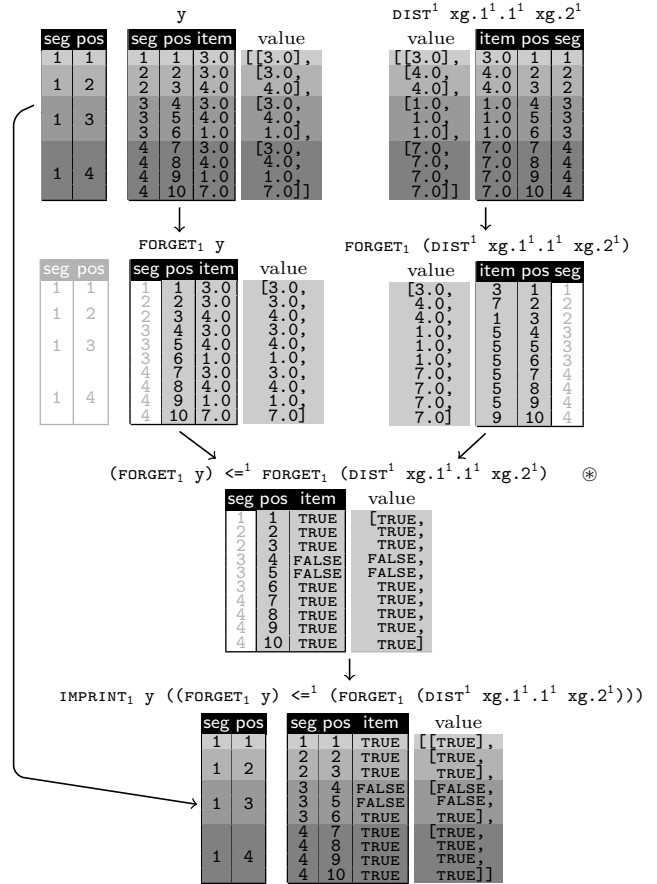 y
seg pos
1 1
1 2
1 3
1 4
seg pos item
1 1 3.0
2 2 3.0
2 3 4.0
3 4 3.0
3 5 4.0
3 6 1.0
4 7 3.0
4 8 4.0
4 9 1.0
4 10 7.0
value
[[3.0],
[3.0,
4.0],
[3.0,
4.0,
1.0],
[3.0,
4.0,
1.0,
7.0]]
DIST¹ xg.1¹.1¹ xg.2¹
value
[[3.0],
[4.0,
4.0],
[1.0,
1.0,
1.0],
[7.0,
7.0,
7.0,
7.0]]
item pos seg
3.0 1 1
4.0 2 2
4.0 3 2
1.0 4 3
1.0 5 3
1.0 6 3
7.0 7 4
7.0 8 4
7.0 9 4
7.0 10 4
FORGET₁ y
seg pos
1 1
1 2
1 3
1 4
seg pos item
1 1 3.0
2 2 3.0
2 3 4.0
3 4 3.0
3 5 4.0
3 6 1.0
4 7 3.0
4 8 4.0
4 9 1.0
4 10 7.0
value
[3.0,
3.0,
4.0,
3.0,
4.0,
1.0,
3.0,
4.0,
1.0,
7.0]
FORGET₁ (DIST¹ xg.1¹.1¹ xg.2¹)
value
[3.0,
4.0,
4.0,
1.0,
1.0,
1.0,
7.0,
7.0,
7.0,
7.0]
item pos seg
3 1 1
7 2 2
1 3 2
5 4 3
5 5 3
5 6 3
5 7 4
5 8 4
5 9 4
9 10 4
(FORGET₁ y) <=¹ FORGET₁ (DIST¹ xg.1¹.1¹ xg.2¹) ⊛
seg pos item
1 1 TRUE
2 2 TRUE
2 3 TRUE
3 4 FALSE
3 5 FALSE
3 6 TRUE
4 7 TRUE
4 8 TRUE
4 9 TRUE
4 10 TRUE
value
[TRUE,
TRUE,
TRUE,
FALSE,
FALSE,
TRUE,
TRUE,
TRUE,
TRUE,
TRUE]
IMPRINT₁ y ((FORGET₁ y) <=¹ (FORGET₁ (DIST¹ xg.1¹.1¹ xg.2¹)))
seg pos
1 1
1 2
1 3
1 4
seg pos item
1 1 TRUE
2 2 TRUE
2 3 TRUE
3 4 FALSE
3 5 FALSE
3 6 TRUE
4 7 TRUE
4 8 TRUE
4 9 TRUE
4 10 TRUE
value
[[TRUE],
[TRUE,
TRUE],
[FALSE,
FALSE,
TRUE],
[TRUE,
TRUE,
TRUE,
TRUE]]